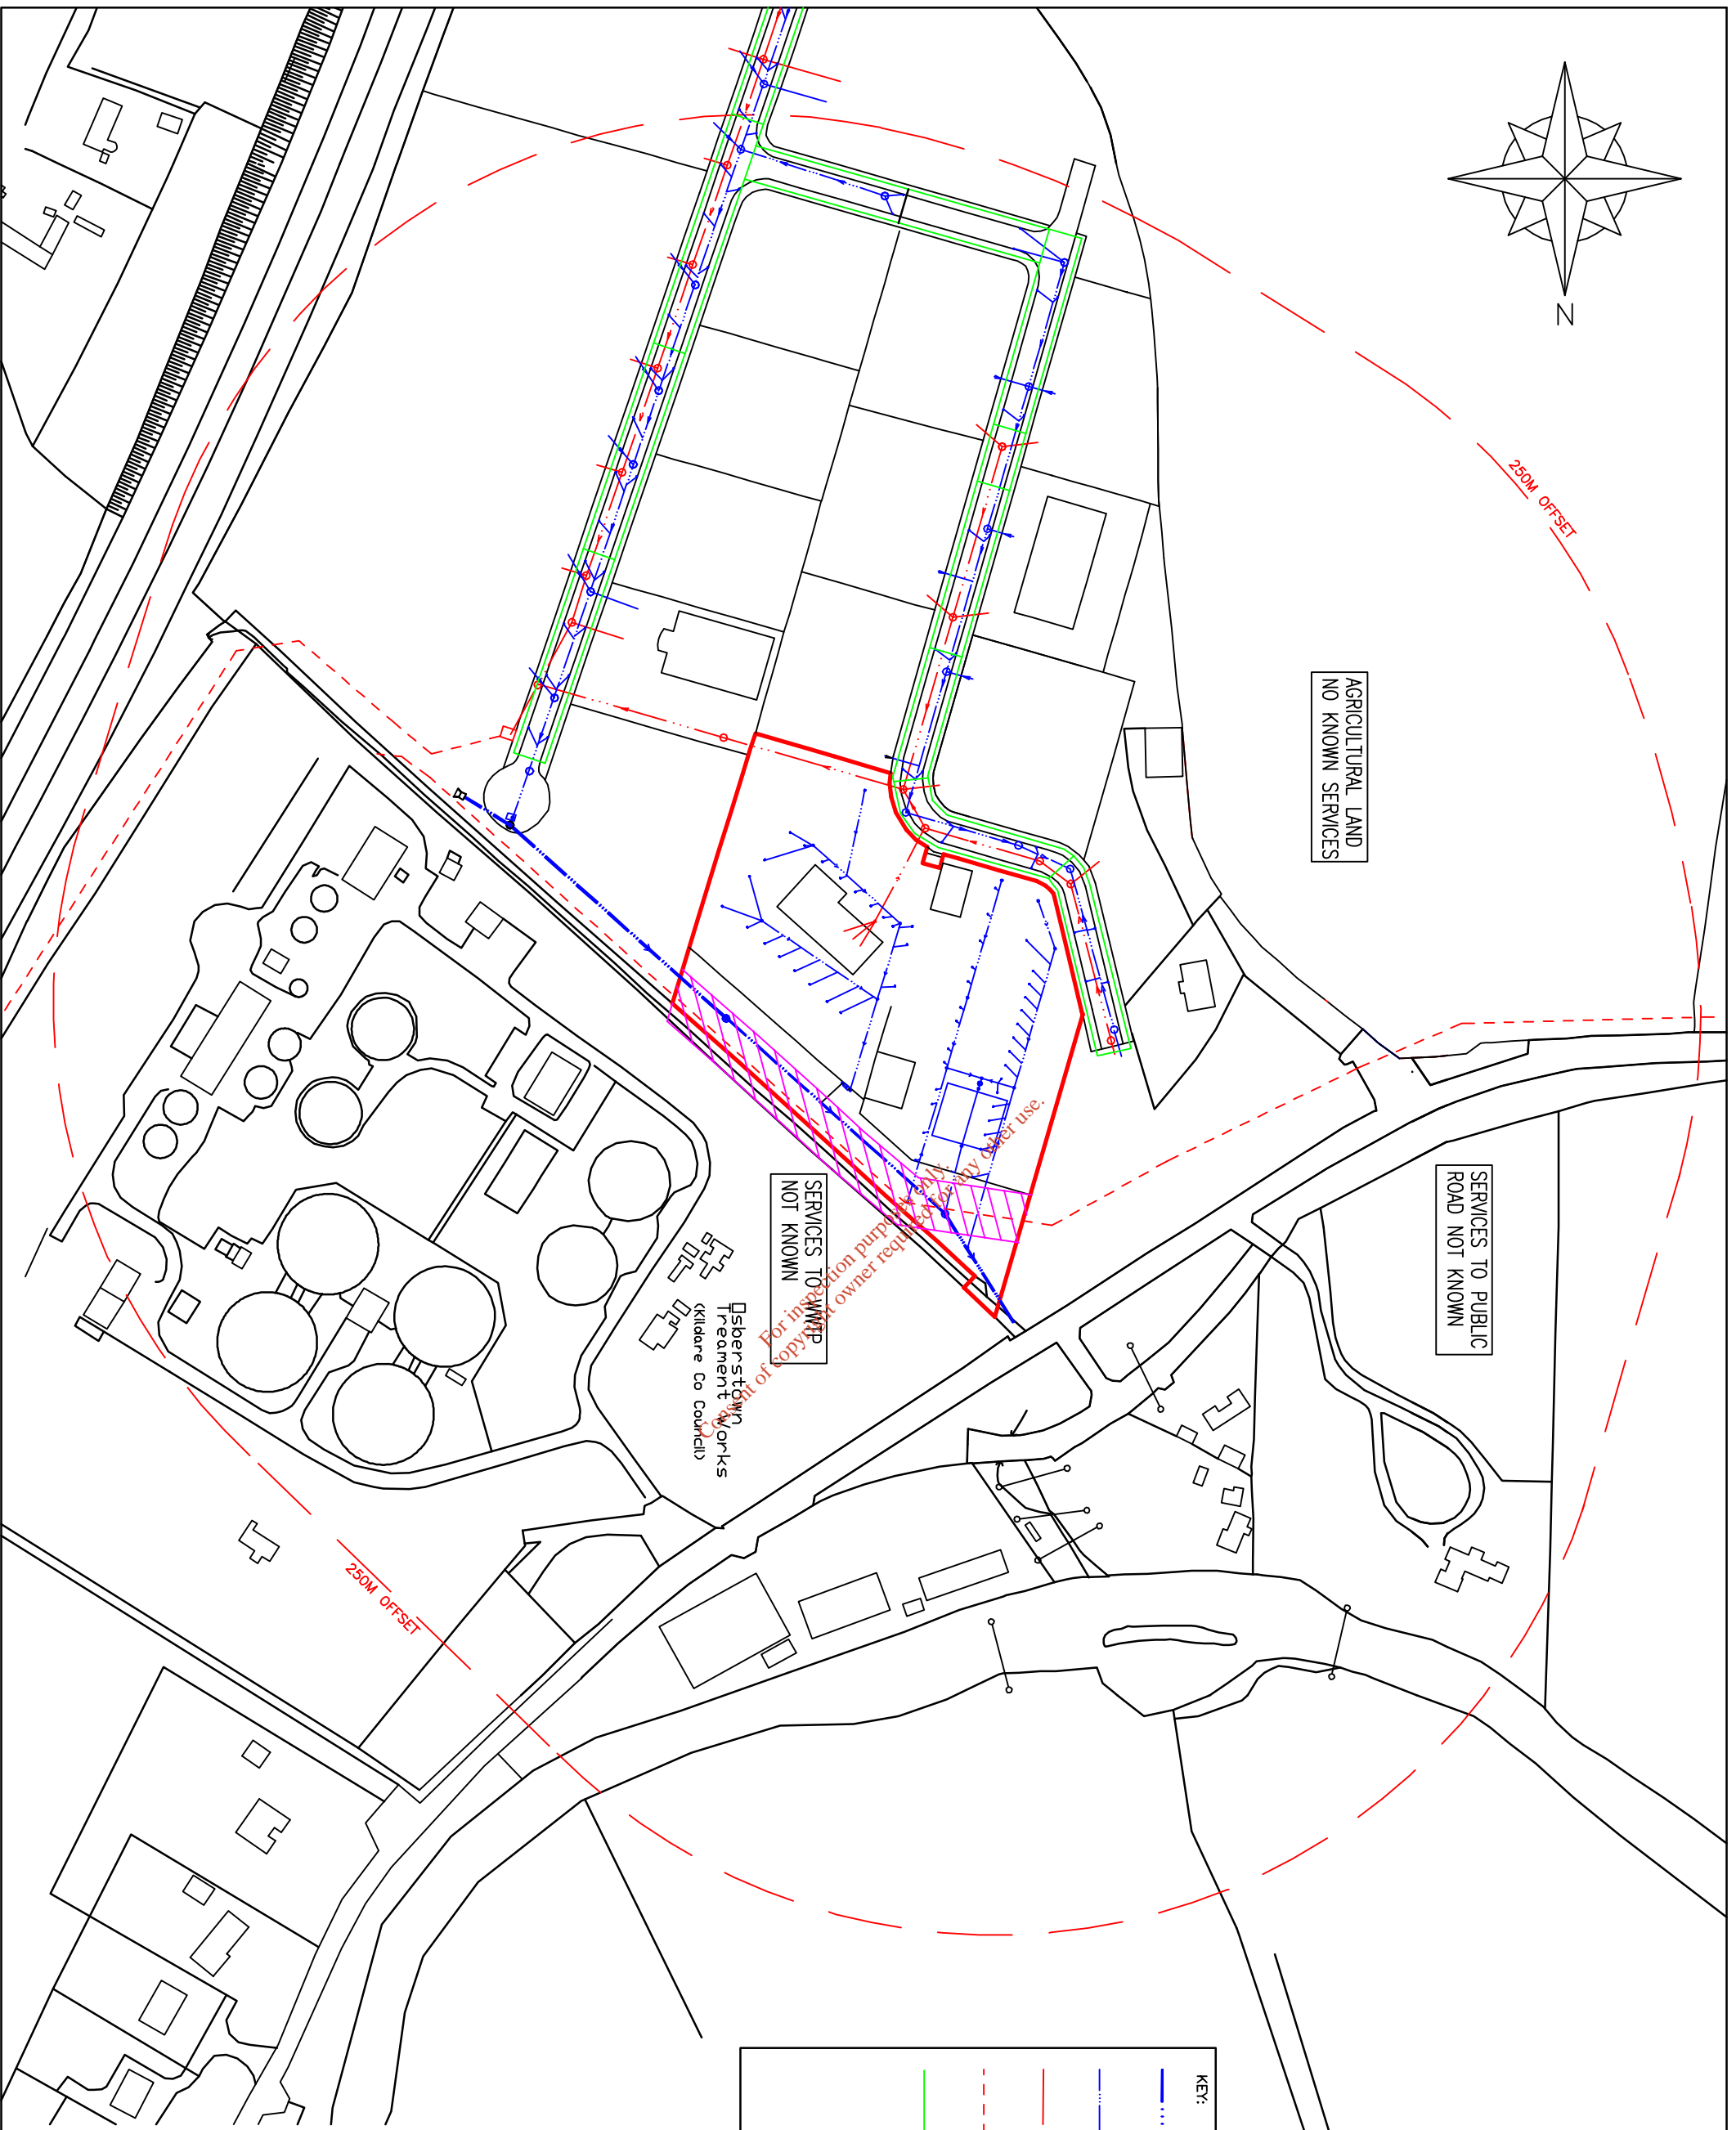 N
250M OFFSET
AGRICULTURAL LAND
NO KNOWN SERVICES
SERVICES TO PUBLIC
ROAD NOT KNOWN
SERVICES TO WWTP
NOT KNOWN
Osberstown
Treament Works
(Kildare Co Council)
For inspection purposes only.
Consent of copyright owner required for any other use.
250M OFFSET
KEY: